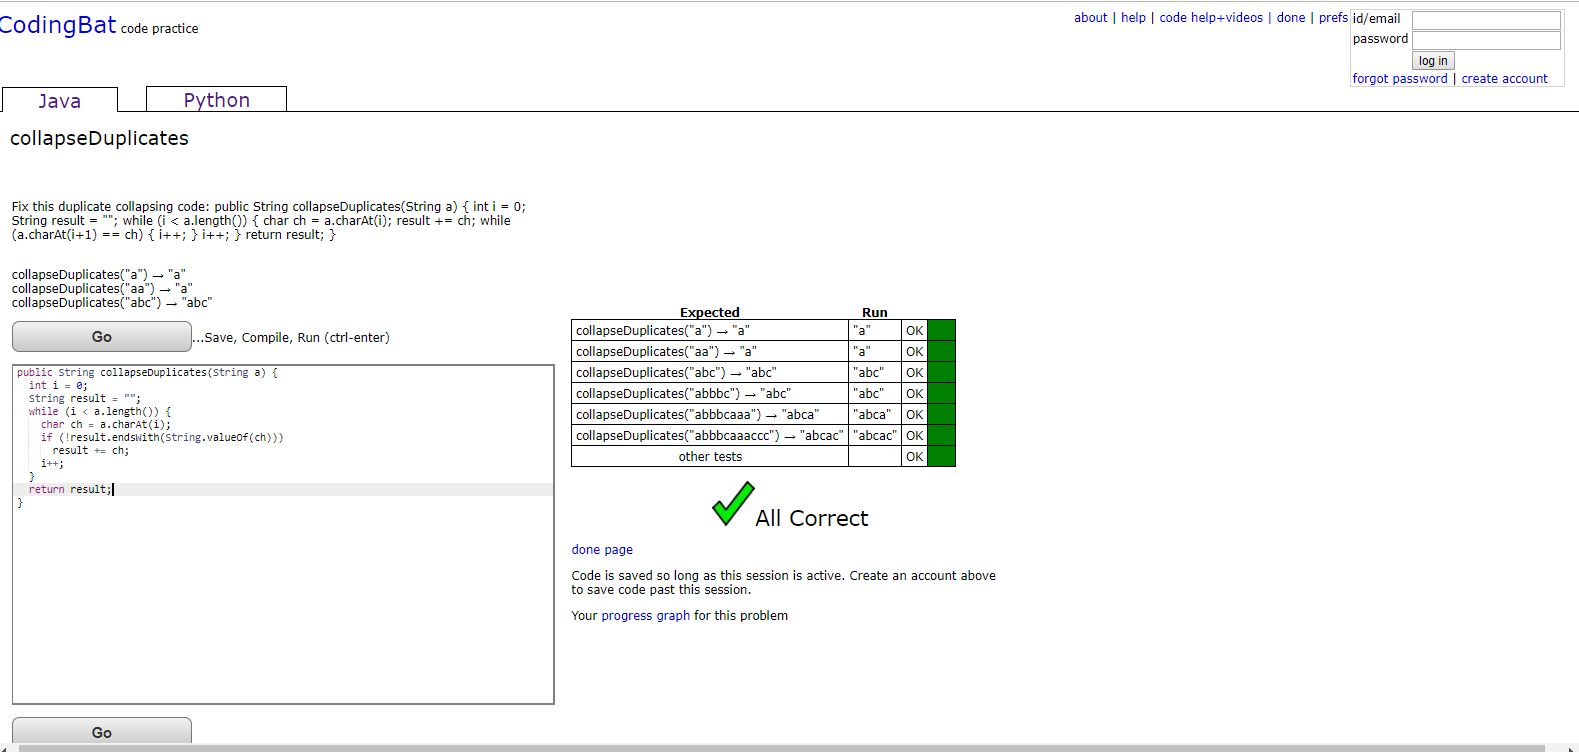 CodingBat code practice
about | help | code help+videos | done | prefs
id/email
password
log in
forgot password | create account
Java
Python
collapseDuplicates
Fix this duplicate collapsing code: public String collapseDuplicates(String a) { int i = 0;
String result = ""; while (i < a.length()) { char ch = a.charAt(i); result += ch; while
(a.charAt(i+1) == ch) { i++; } i++; } return result; }
collapseDuplicates("a") → "a"
collapseDuplicates("aa") → "a"
collapseDuplicates("abc") → "abc"
Go ...Save, Compile, Run (ctrl-enter)
public String collapseDuplicates(String a) {
  int i = 0;
  String result = "";
  while (i < a.length()) {
    char ch = a.charAt(i);
    if (!result.endsWith(String.valueOf(ch)))
      result += ch;
    i++;
  }
  return result;
}
Go
Expected Run
collapseDuplicates("a") → "a" "a" OK
collapseDuplicates("aa") → "a" "a" OK
collapseDuplicates("abc") → "abc" "abc" OK
collapseDuplicates("abbbc") → "abc" "abc" OK
collapseDuplicates("abbbcaaa") → "abca" "abca" OK
collapseDuplicates("abbbcaaaccc") → "abcac" "abcac" OK
other tests OK
All Correct
done page
Code is saved so long as this session is active. Create an account above
to save code past this session.
Your progress graph for this problem